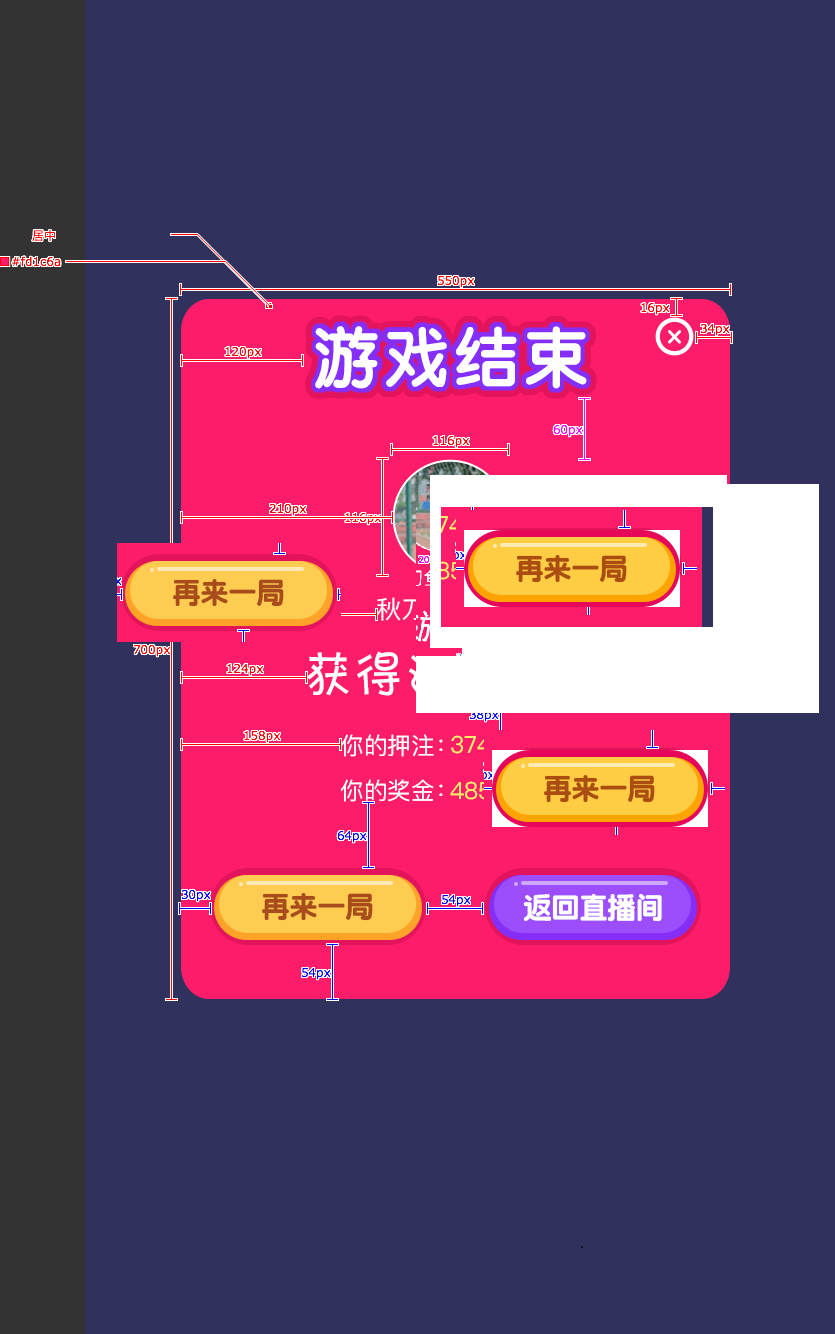 居中
#fd1c6a
550px
16px
34px
游戏结束
120px
60px
116px
210px
116px
74
85
再来一局
再来一局
秋刀
700px
124px
获得
38px
158px
你的押注：374
你的奖金：485
再来一局
64px
30px
再来一局
54px
返回直播间
54px